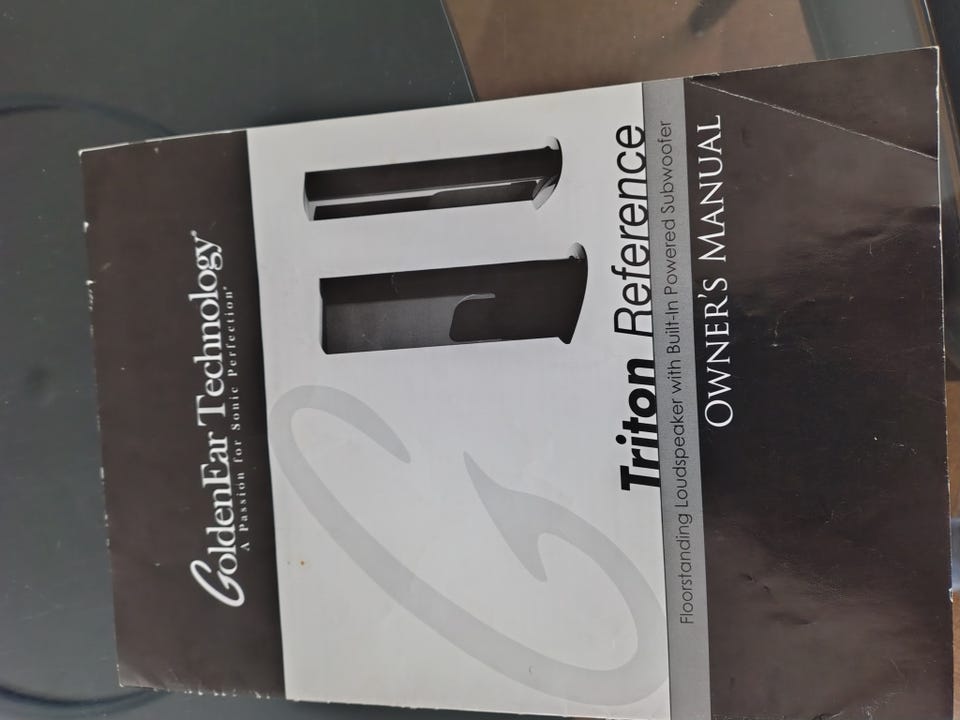 GoldenEar Technology®
A Passion for Sonic Perfection®
Triton Reference
Floorstanding Loudspeaker with Built-In Powered Subwoofer
OWNER'S MANUAL